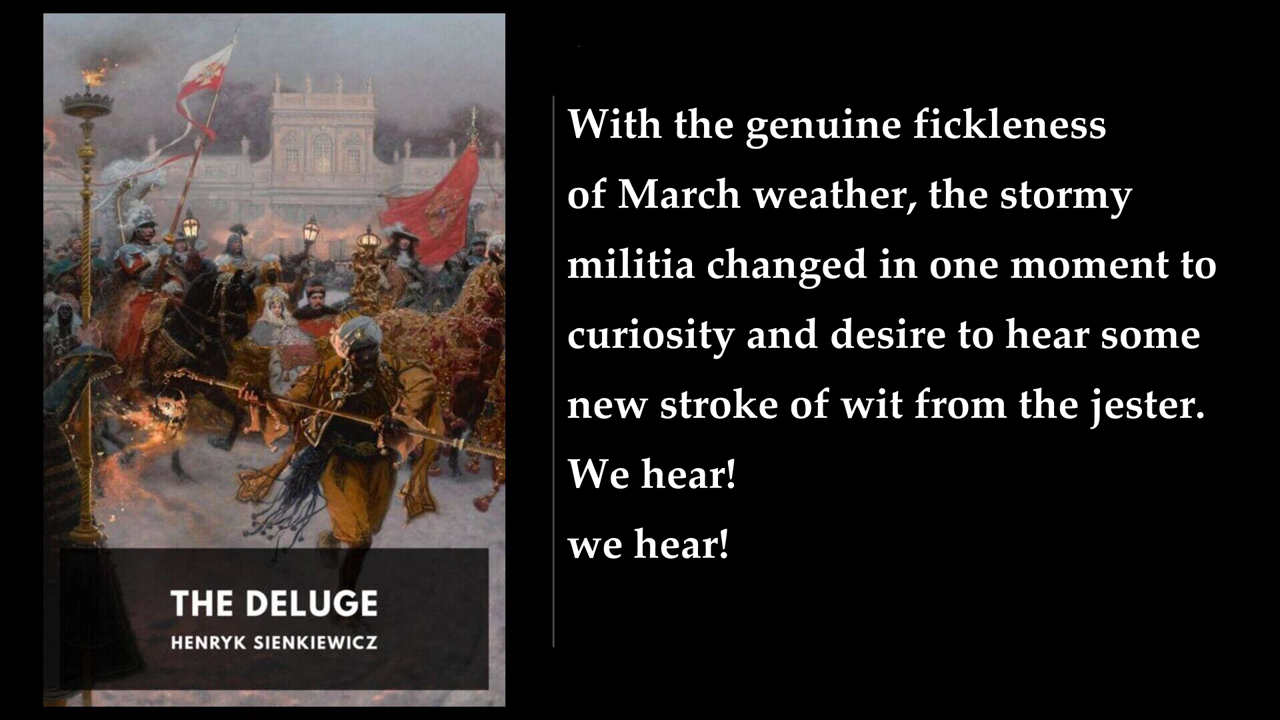 THE DELUGE
HENRYK SIENKIEWICZ
With the genuine fickleness
of March weather, the stormy
militia changed in one moment to
curiosity and desire to hear some
new stroke of wit from the jester.
We hear!
we hear!